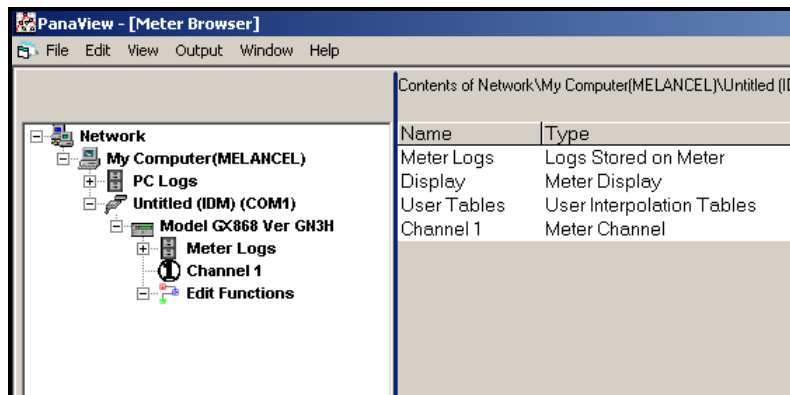 PanaView - [Meter Browser]
File Edit View Output Window Help
Contents of Network\My Computer(MELANCEL)\Untitled (ID
Network
My Computer(MELANCEL)
PC Logs
Untitled (IDM) (COM1)
Model GX868 Ver GN3H
Meter Logs
1 Channel 1
Edit Functions
Name Type
Meter Logs Logs Stored on Meter
Display Meter Display
User Tables User Interpolation Tables
Channel 1 Meter Channel